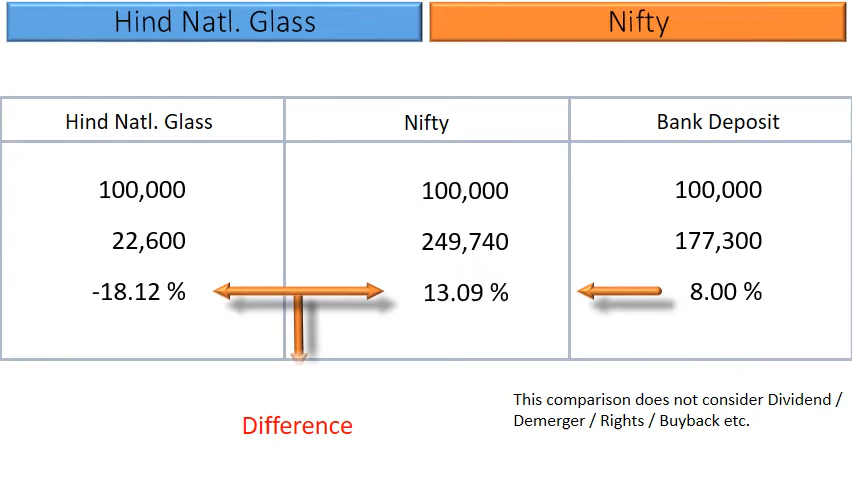 Hind Natl. Glass
Nifty
Hind Natl. Glass
Nifty
Bank Deposit
100,000
100,000
100,000
22,600
249,740
177,300
-18.12 %
13.09 %
8.00 %
Difference
This comparison does not consider Dividend /
Demerger / Rights / Buyback etc.